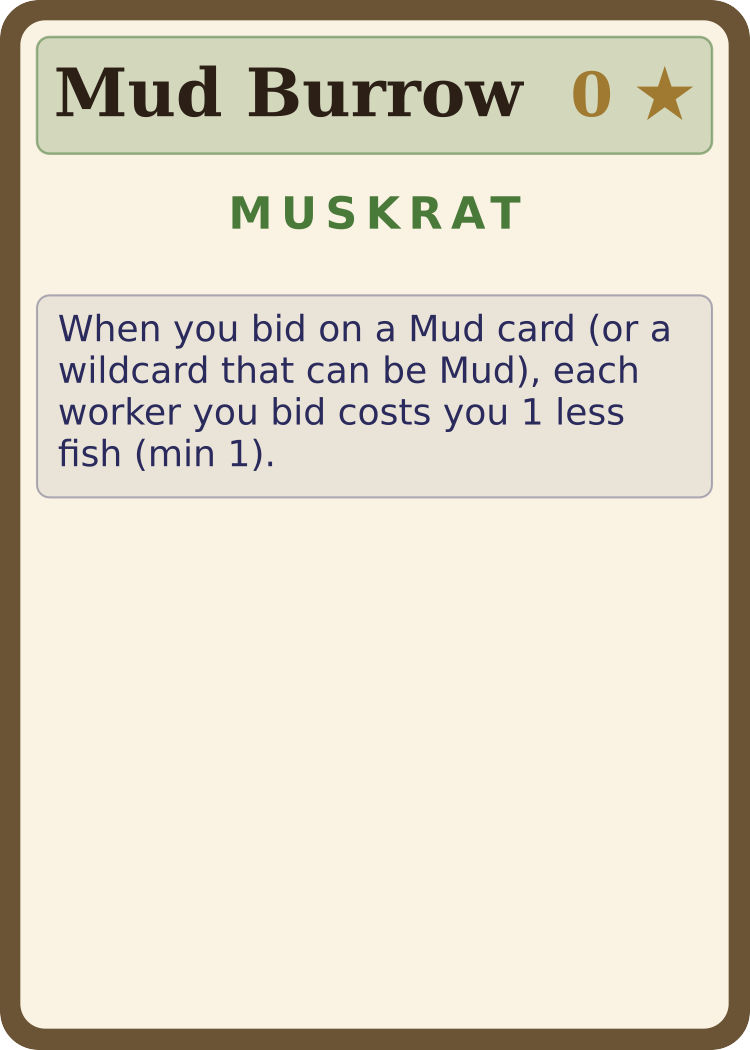 Mud Burrow 0 ★
MUSKRAT
When you bid on a Mud card (or a
wildcard that can be Mud), each
worker you bid costs you 1 less
fish (min 1).